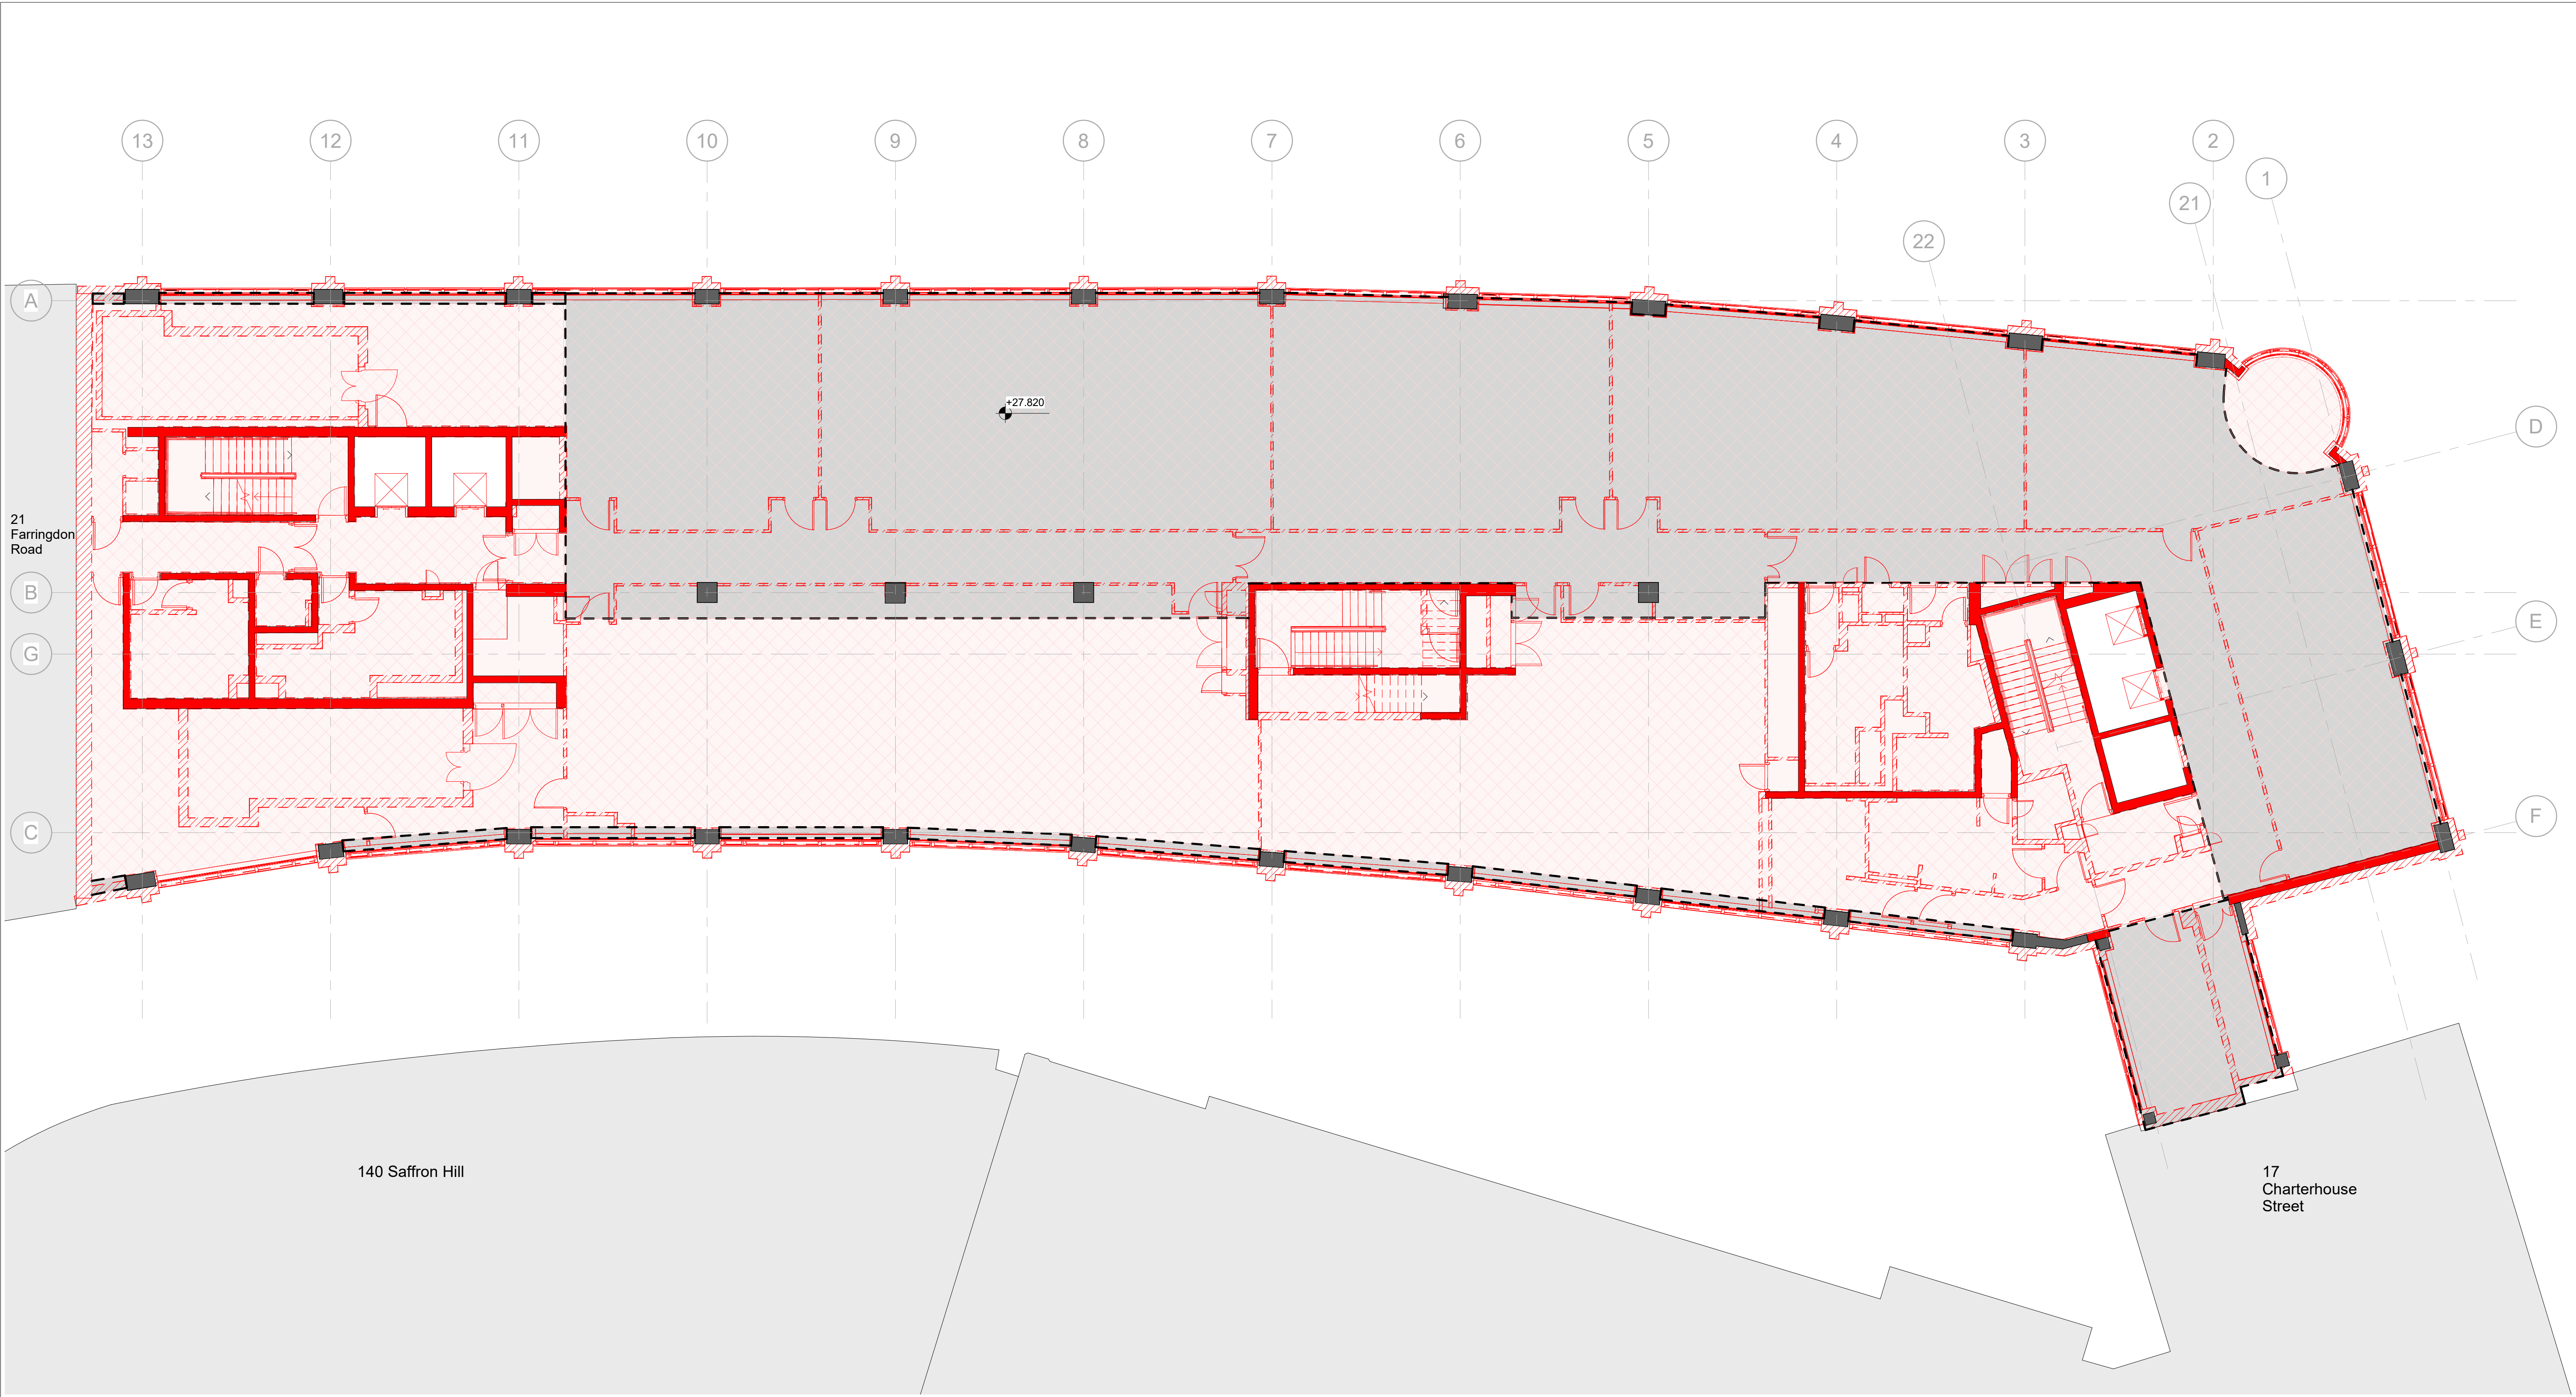 13
12
11
10
9
8
7
6
5
4
3
2
1
21
22
A
D
+27.820
21
Farringdon
Road
B
E
G
F
C
140 Saffron Hill
17
Charterhouse
Street